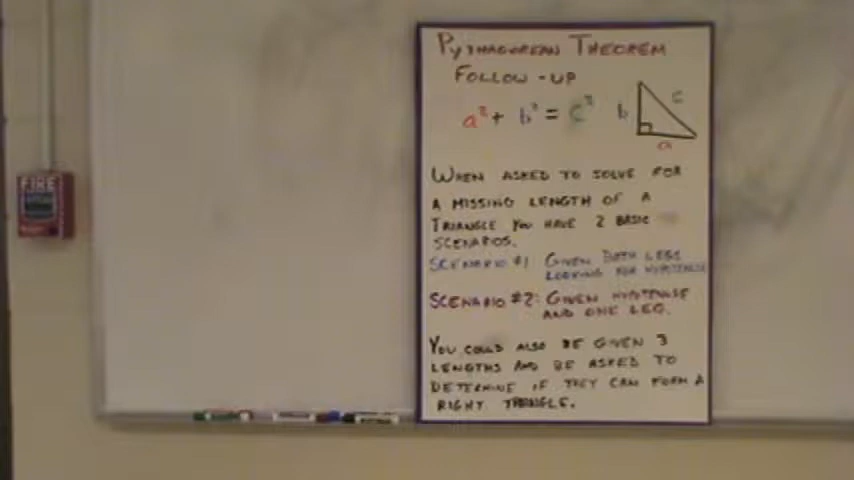 FIRE
PYTHAGOREAN THEOREM
FOLLOW-UP
a² + b² = c²
b
c
a
WHEN ASKED TO SOLVE FOR
A MISSING LENGTH OF A
TRIANGLE YOU HAVE 2 BASIC
SCENARIOS.
SCENARIO #1 GIVEN BOTH LEGS
LOOKING FOR HYPOTENUSE
SCENARIO #2: GIVEN HYPOTENUSE
AND ONE LEG.
YOU COULD ALSO BE GIVEN 3
LENGTHS AND BE ASKED TO
DETERMINE IF THEY CAN FORM A
RIGHT TRIANGLE.